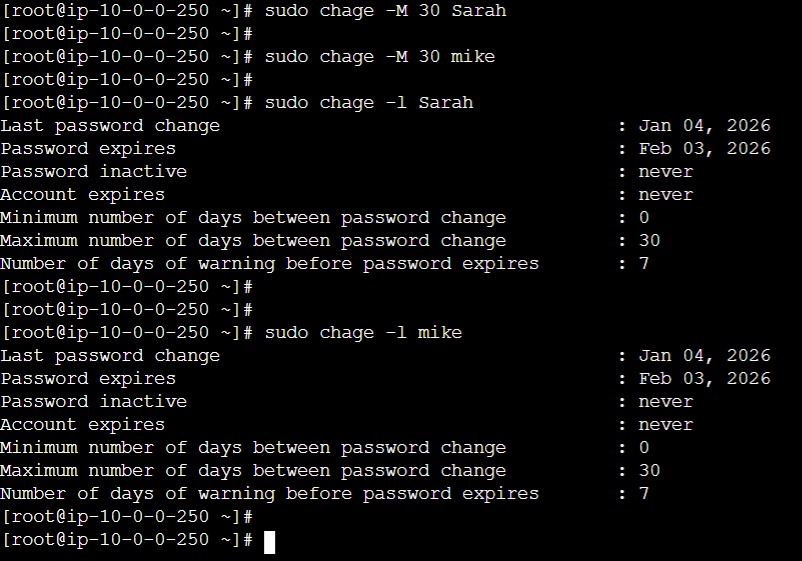 [root@ip-10-0-0-250 ~]# sudo chage -M 30 Sarah
[root@ip-10-0-0-250 ~]#
[root@ip-10-0-0-250 ~]# sudo chage -M 30 mike
[root@ip-10-0-0-250 ~]#
[root@ip-10-0-0-250 ~]# sudo chage -l Sarah
Last password change : Jan 04, 2026
Password expires : Feb 03, 2026
Password inactive : never
Account expires : never
Minimum number of days between password change : 0
Maximum number of days between password change : 30
Number of days of warning before password expires : 7
[root@ip-10-0-0-250 ~]#
[root@ip-10-0-0-250 ~]#
[root@ip-10-0-0-250 ~]# sudo chage -l mike
Last password change : Jan 04, 2026
Password expires : Feb 03, 2026
Password inactive : never
Account expires : never
Minimum number of days between password change : 0
Maximum number of days between password change : 30
Number of days of warning before password expires : 7
[root@ip-10-0-0-250 ~]#
[root@ip-10-0-0-250 ~]#